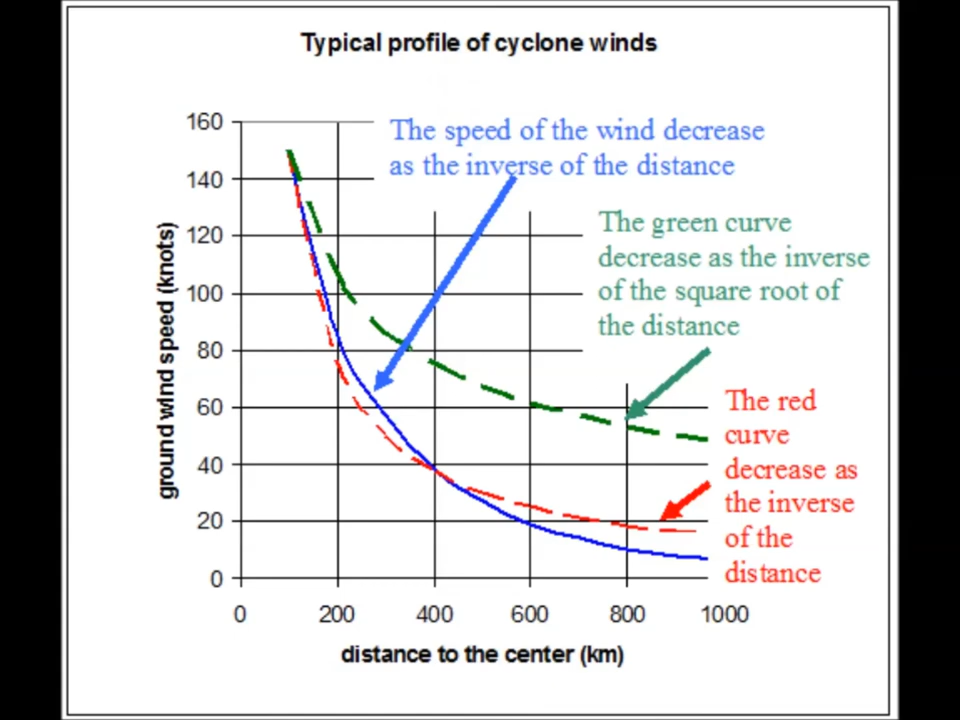 Typical profile of cyclone winds
160
140
120
100
80
60
40
20
0
ground wind speed (knots)
The speed of the wind decrease
as the inverse of the distance
The green curve
decrease as the inverse
of the square root of
the distance
The red
curve
decrease as
the inverse
of the
distance
0 200 400 600 800 1000
distance to the center (km)